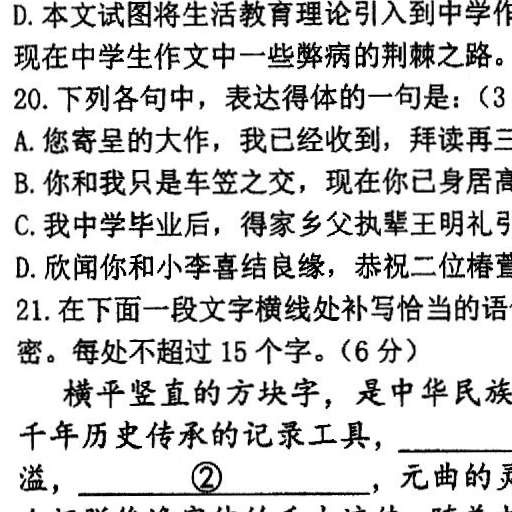 D.本文试图将生活教育理论引入到中学作
现在中学生作文中一些弊病的荆棘之路。
20.下列各句中，表达得体的一句是：（3
A.您寄呈的大作，我已经收到，拜读再三
B.你和我只是车笠之交，现在你已身居高
C.我中学毕业后，得家乡父执辈王明礼引
D.欣闻你和小李喜结良缘，恭祝二位椿萱
21.在下面一段文字横线处补写恰当的语
密。每处不超过 15 个字。（6 分）
横平竖直的方块字，是中华民族
千年历史传承的记录工具，
溢，②，元曲的灵